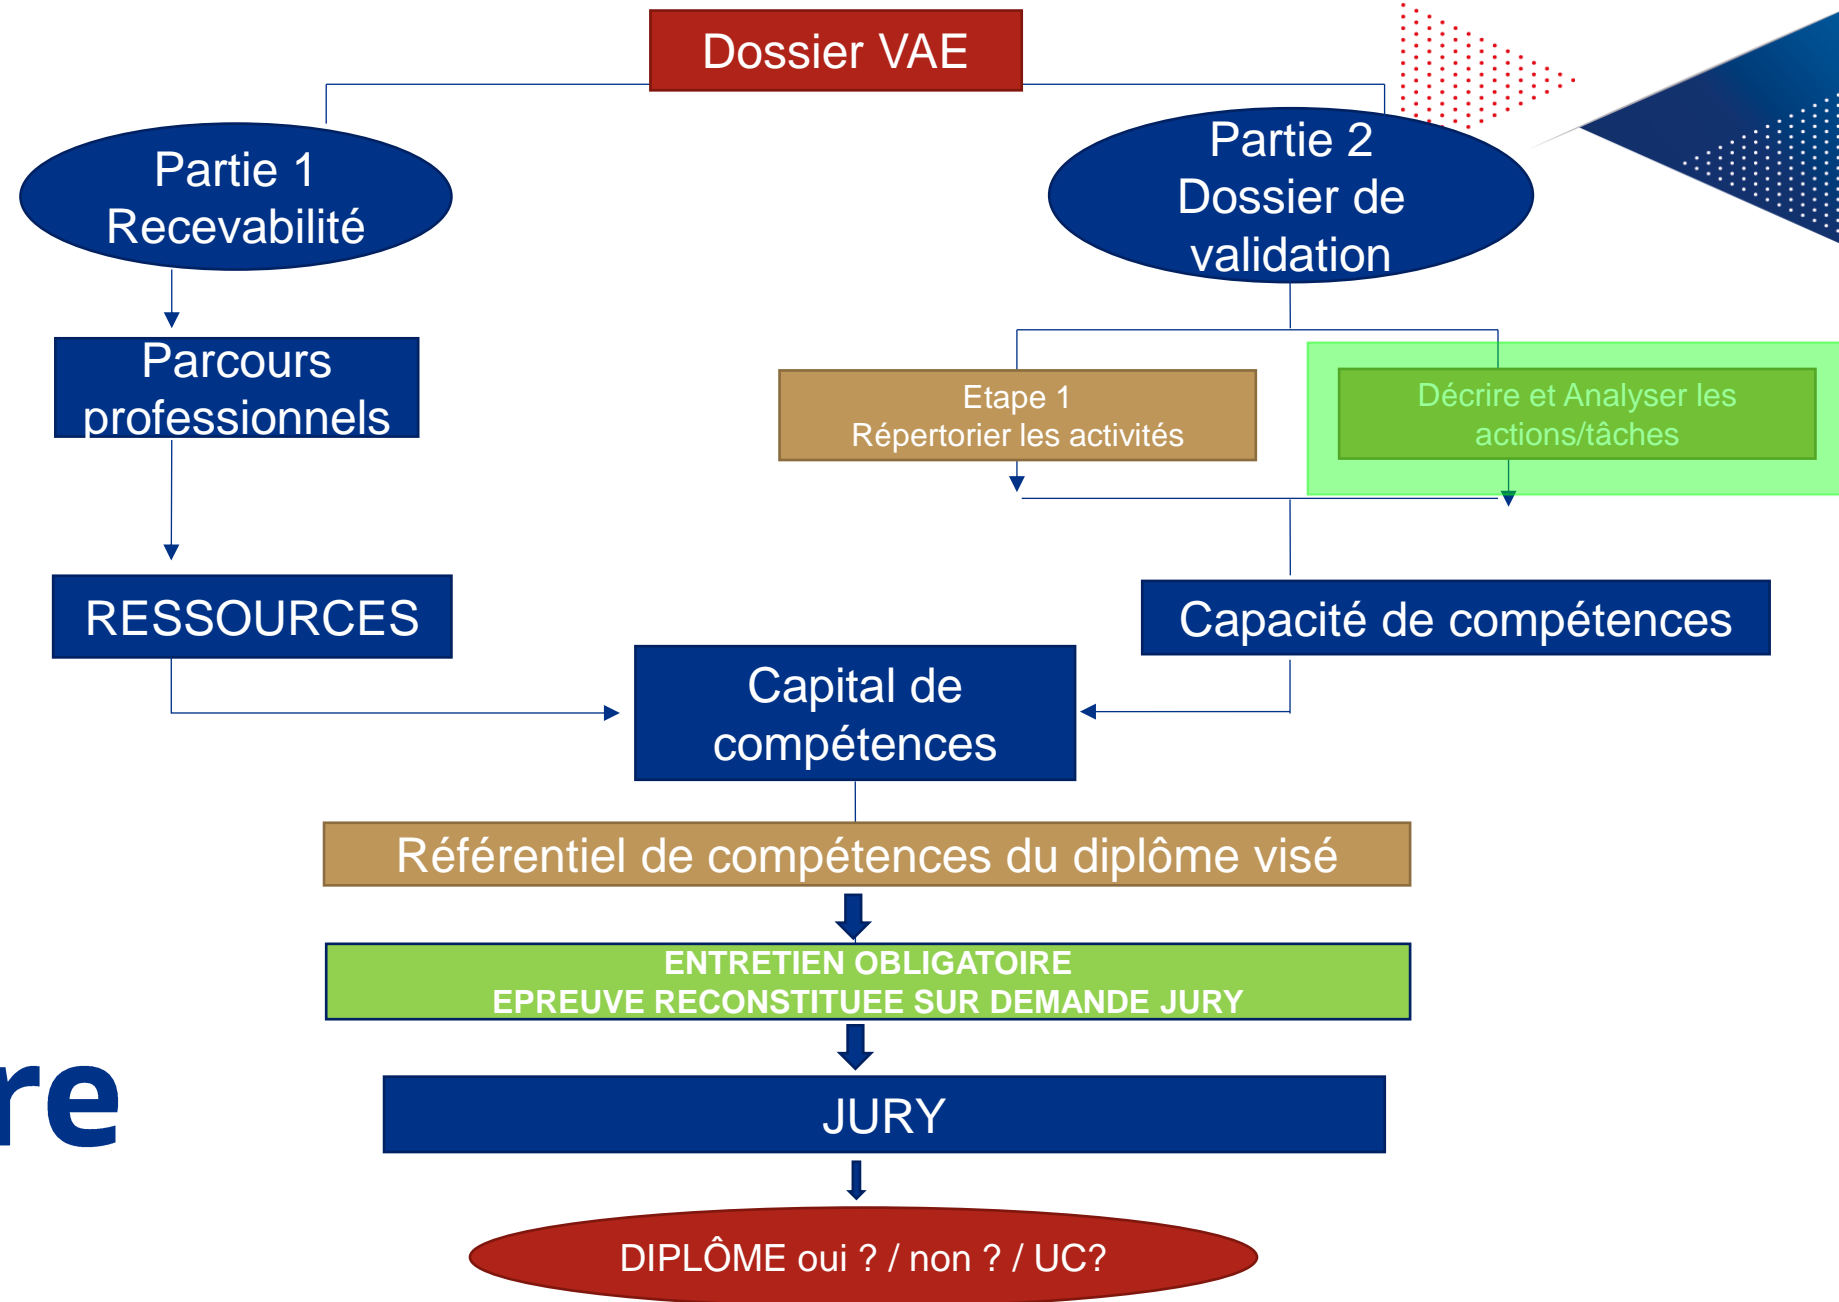 Dossier VAE
Partie 1
Recevabilité
Partie 2
Dossier de
validation
Parcours
professionnels
Etape 1
Répertorier les activités
Décrire et Analyser les
actions/tâches
RESSOURCES
Capacité de compétences
Capital de
compétences
Référentiel de compétences du diplôme visé
ENTRETIEN OBLIGATOIRE
EPREUVE RECONSTITUEE SUR DEMANDE JURY
re
JURY
DIPLÔME oui ? / non ? / UC?